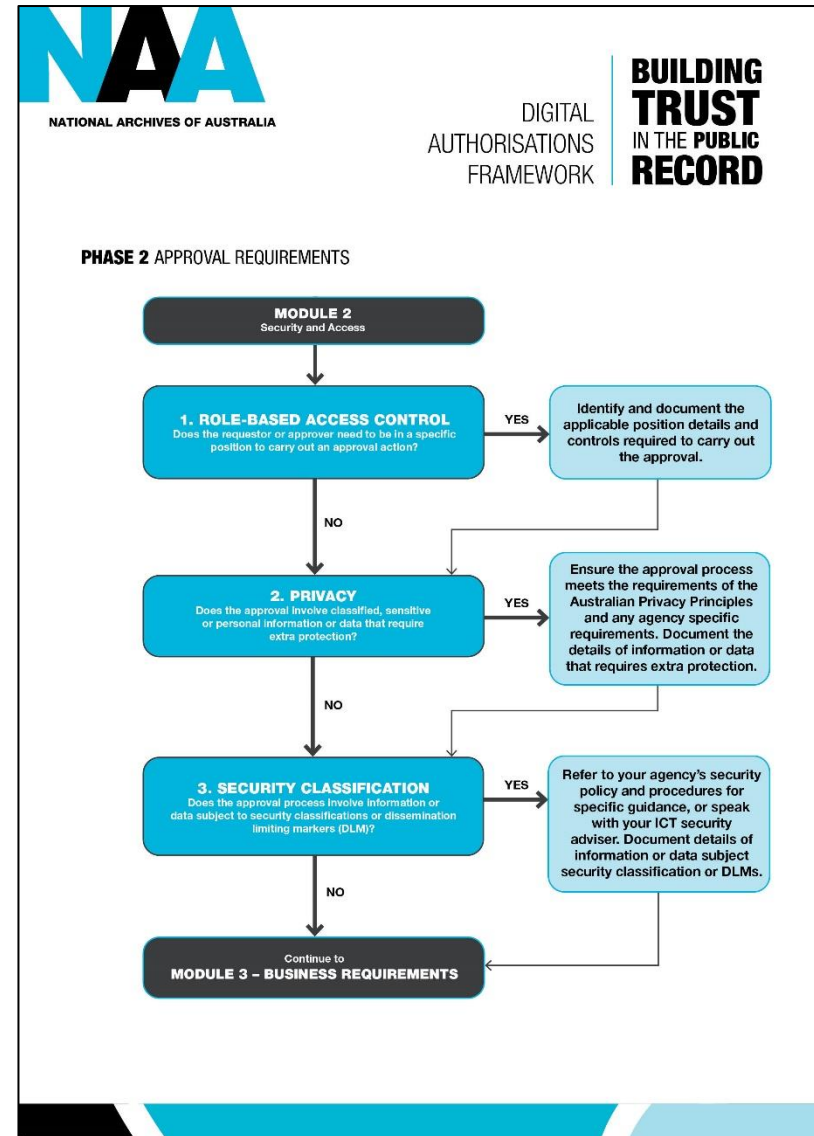 NAA
NATIONAL ARCHIVES OF AUSTRALIA
DIGITAL
AUTHORISATIONS
FRAMEWORK
BUILDING
TRUST
IN THE PUBLIC
RECORD
PHASE 2 APPROVAL REQUIREMENTS
MODULE 2
Security and Access
1. ROLE-BASED ACCESS CONTROL
Does the requestor or approver need to be in a specific
position to carry out an approval action?
YES
Identify and document the
applicable position details and
controls required to carry out
the approval.
NO
2. PRIVACY
Does the approval involve classified, sensitive
or personal information or data that require
extra protection?
YES
Ensure the approval process
meets the requirements of the
Australian Privacy Principles
and any agency specific
requirements. Document the
details of information or data
that requires extra protection.
NO
3. SECURITY CLASSIFICATION
Does the approval process involve information or
data subject to security classifications or dissemination
limiting markers (DLM)?
YES
Refer to your agency's security
policy and procedures for
specific guidance, or speak
with your ICT security
adviser. Document details of
information or data subject
security classification or DLMs.
NO
Continue to
MODULE 3 – BUSINESS REQUIREMENTS